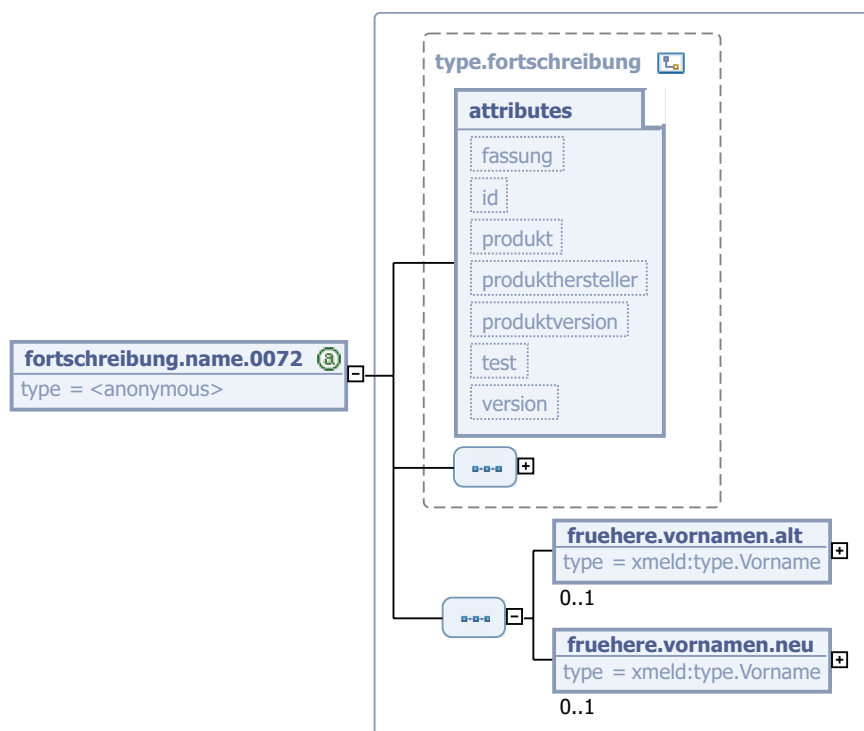 type.fortschreibung
attributes
fassung
id
produkt
produkthersteller
produktversion
test
version
fortschreibung.name.0072 @
type = <anonymous>
fruehere.vornamen.alt
type = xmeld:type.Vorname
0..1
fruehere.vornamen.neu
type = xmeld:type.Vorname
0..1